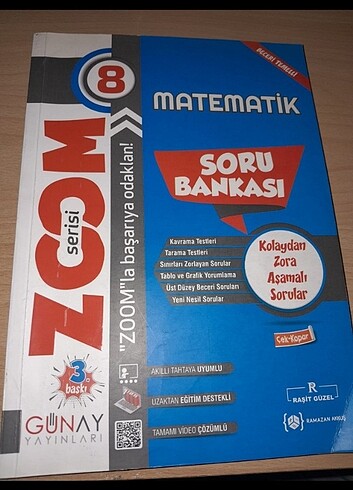 BECERİ TEMELLİ
8
MATEMATİK
SORU
BANKASI
ZOOM
serisi
"ZOOM"la başarıya odaklan!
Kavrama Testleri
Tarama Testleri
Sınırları Zorlayan Sorular
Tablo ve Grafik Yorumlama
Üst Düzey Beceri Soruları
Yeni Nesil Sorular
Kolaydan
Zora
Aşamalı
Sorular
Çek-Kopar
3.
baskı
GÜNAY
YAYINLARI
AKILLI TAHTAYA UYUMLU
UZAKTAN EĞİTİM DESTEKLİ
TAMAMI VİDEO ÇÖZÜMLÜ
R
RAŞİT GÜZEL
RAMAZAN